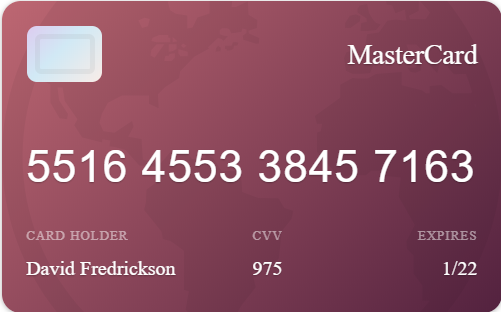 MasterCard
5516 4553 3845 7163
CARD HOLDER CVV EXPIRES
David Fredrickson 975 1/22